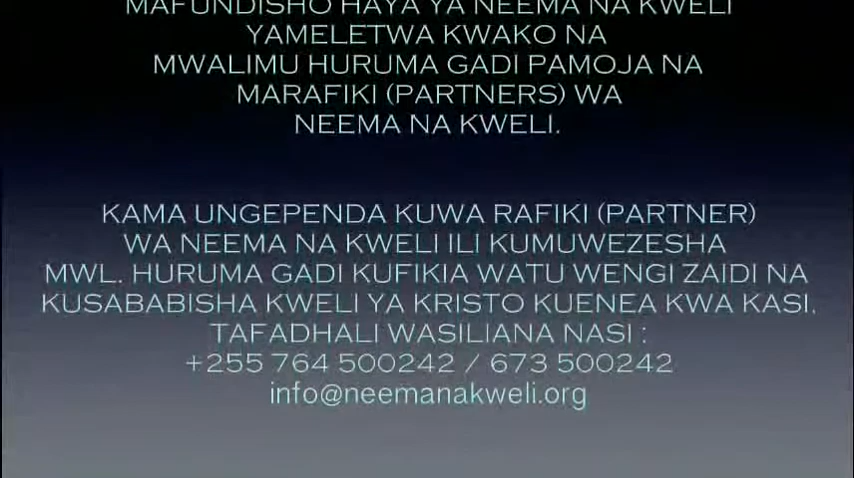 MAFUNDISHO HAYA YA NEEMA NA KWELI
YAMELETWA KWAKO NA
MWALIMU HURUMA GADI PAMOJA NA
MARAFIKI (PARTNERS) WA
NEEMA NA KWELI.
KAMA UNGEPENDA KUWA RAFIKI (PARTNER)
WA NEEMA NA KWELI ILI KUMUWEZESHA
MWL. HURUMA GADI KUFIKIA WATU WENGI ZAIDI NA
KUSABABISHA KWELI YA KRISTO KUENEA KWA KASI.
TAFADHALI WASILIANA NASI :
+255 764 500242 / 673 500242
info@neemanakweli.org